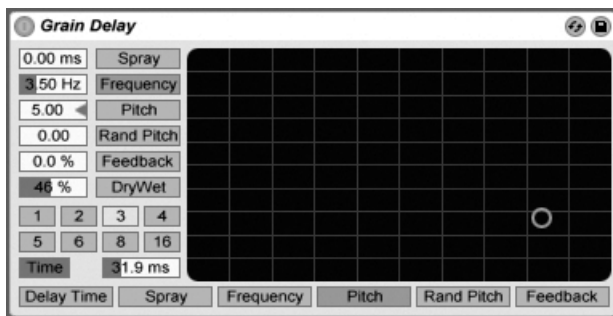 Grain Delay
0.00 ms Spray
3.50 Hz Frequency
5.00 Pitch
0.00 Rand Pitch
0.0 % Feedback
46 % DryWet
1 2 3 4
5 6 8 16
Time 31.9 ms
Delay Time Spray Frequency Pitch Rand Pitch Feedback